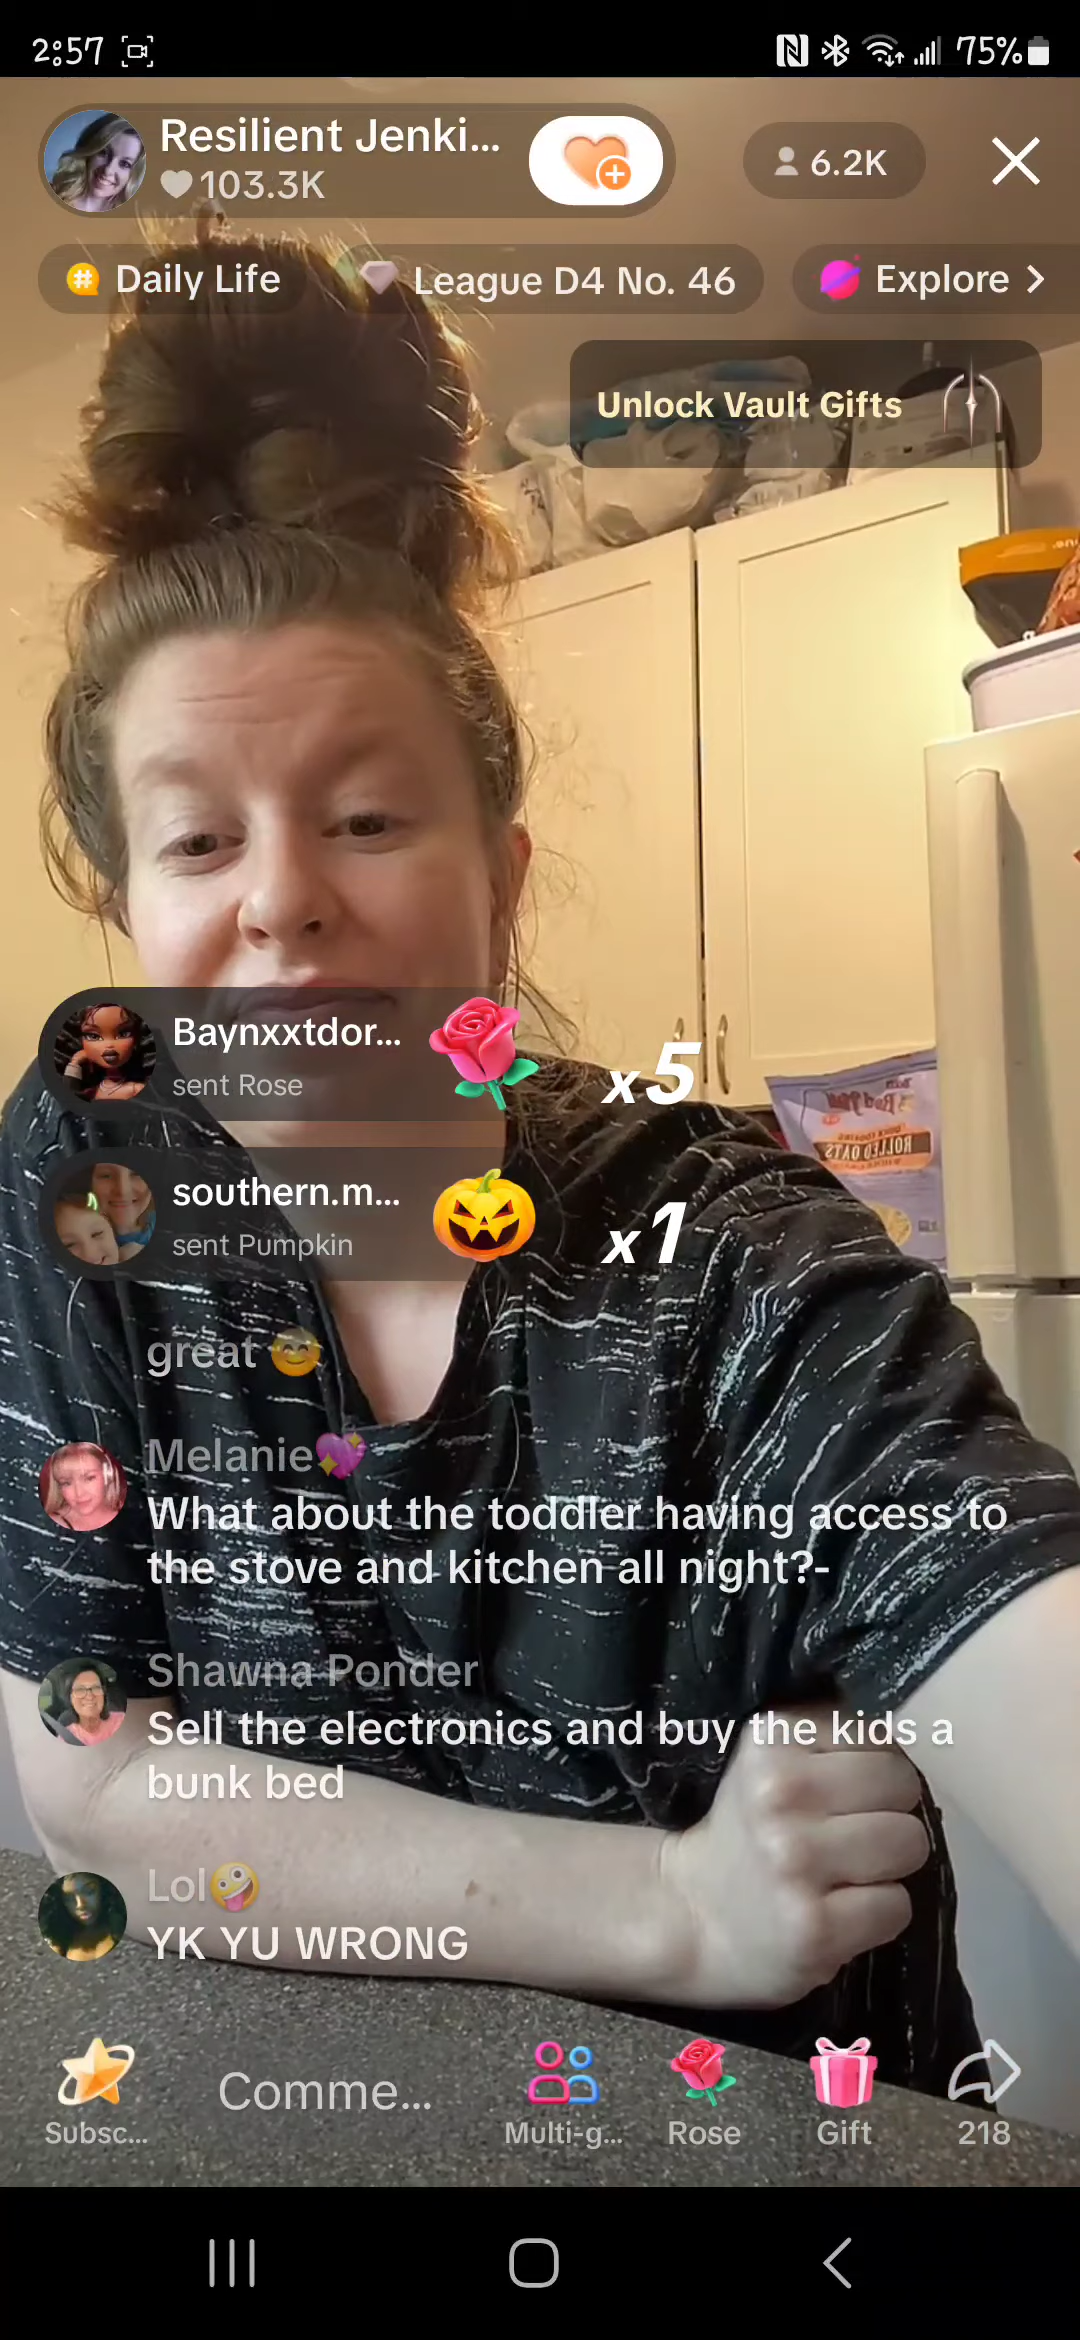 2:57
75%
Resilient Jenki...
103.3K
6.2K
Daily Life
League D4 No. 46
Explore >
Unlock Vault Gifts
Baynxxtdor...
sent Rose
x5
southern.m...
sent Pumpkin
x1
great 😊
Melanie💖
What about the toddler having access to
the stove and kitchen all night?-
Shawna Ponder
Sell the electronics and buy the kids a
bunk bed
Lol🤪
YK YU WRONG
ROLLED OATS
Subsc...
Comme...
Multi-g...
Rose
Gift
218